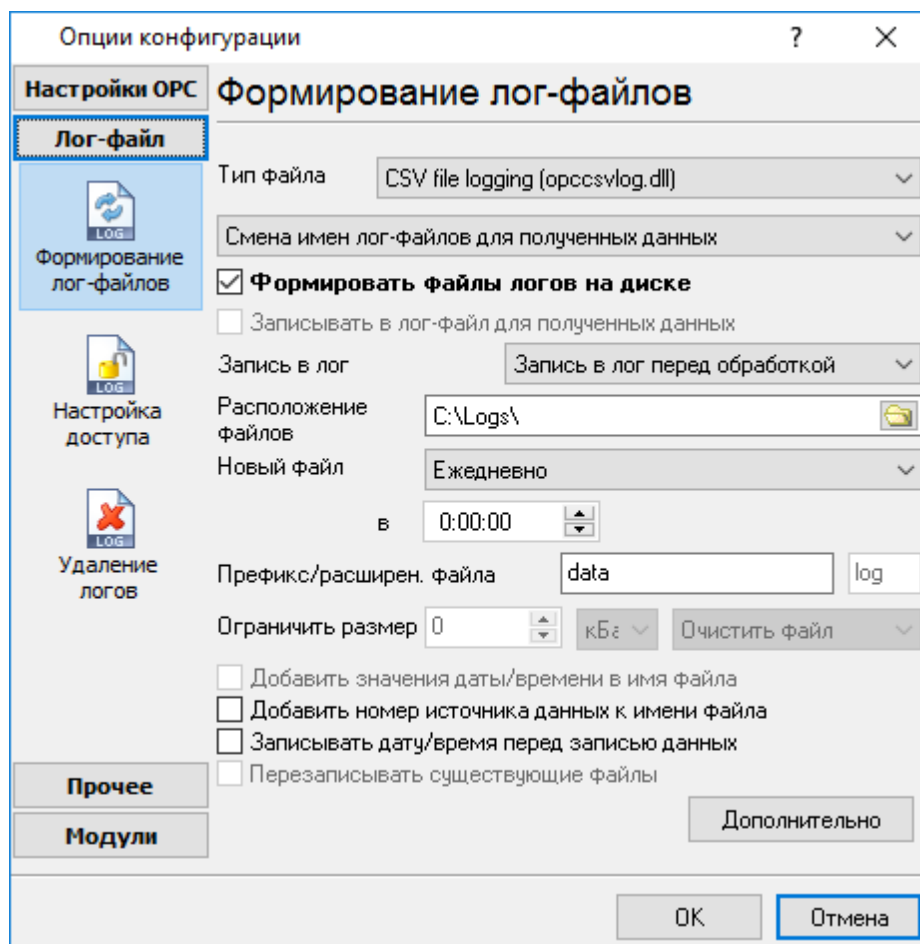 Опции конфигурации
?
Настройки OPC
Лог-файл
LOG
Формирование
лог-файлов
LOG
Настройка
доступа
LOG
Удаление
логов
Прочее
Модули
Формирование лог-файлов
Тип файла
CSV file logging (opccsvlog.dll)
Смена имен лог-файлов для полученных данных
Формировать файлы логов на диске
Записывать в лог-файл для полученных данных
Запись в лог
Запись в лог перед обработкой
Расположение
файлов
C:\Logs\
Новый файл
Ежедневно
в
0:00:00
Префикс/расширен. файла
data
log
Ограничить размер
0
кБа
Очистить файл
Добавить значения даты/времени в имя файла
Добавить номер источника данных к имени файла
Записывать дату/время перед записью данных
Перезаписывать существующие файлы
Дополнительно
OK
Отмена